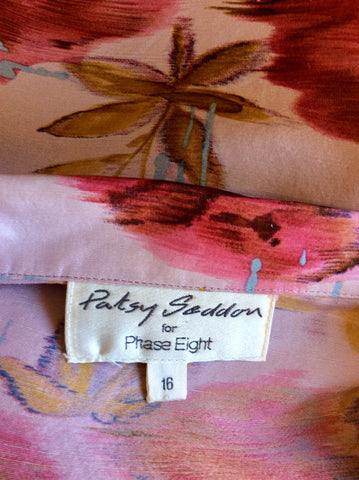 Patsy Seddon
for
Phase Eight
16